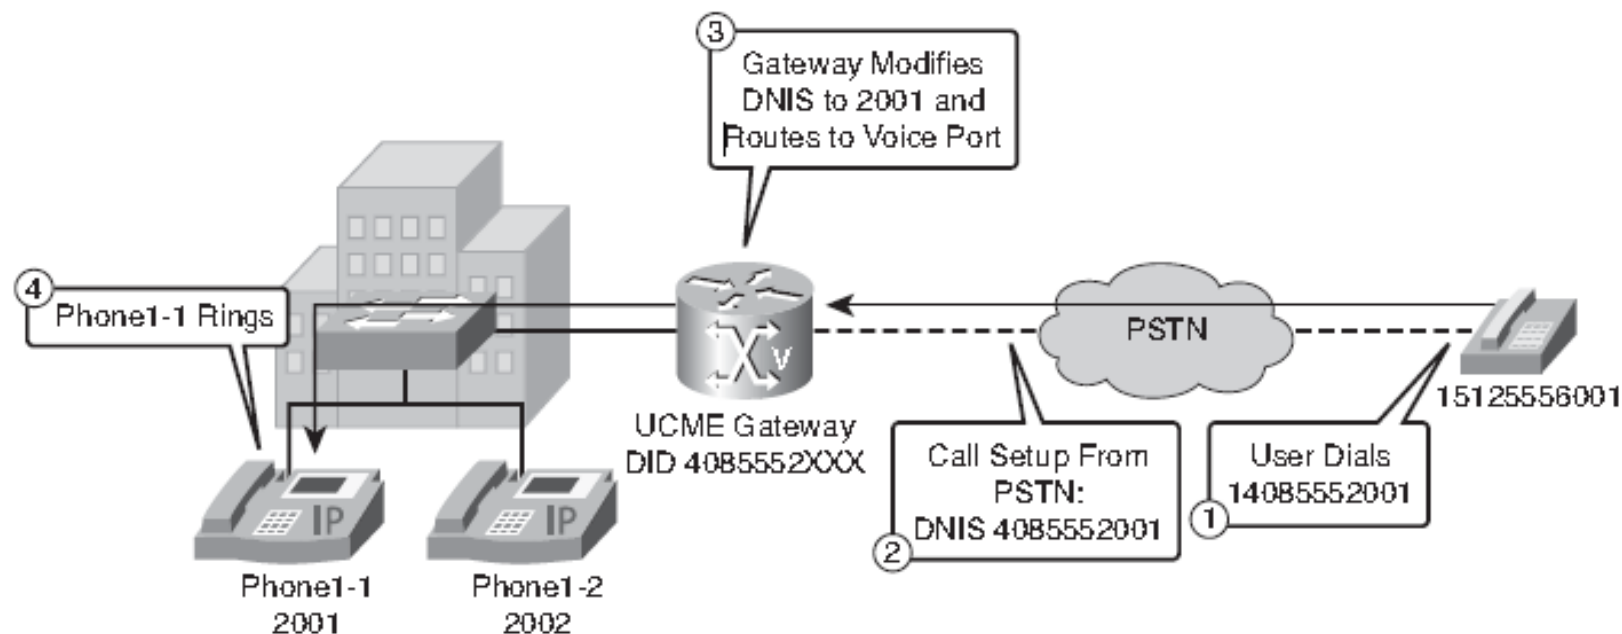 3
Gateway Modifies
DNIS to 2001 and
Routes to Voice Port
4
Phone1-1 Rings
PSTN
V
15125556001
UCME Gateway
DID 4085552XXX
Call Setup From
PSTN:
DNIS 4085552001
2
User Dials
14085552001
1
IP
IP
Phone1-1
2001
Phone1-2
2002